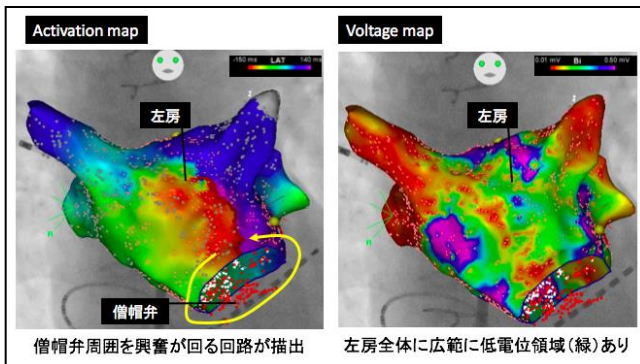 Activation map
-150 ms LAT 140 ms
左房
僧帽弁
僧帽弁周囲を興奮が回る回路が描出
Voltage map
0.01 mV Bi 0.50 mV
左房
左房全体に広範に低電位領域（緑）あり